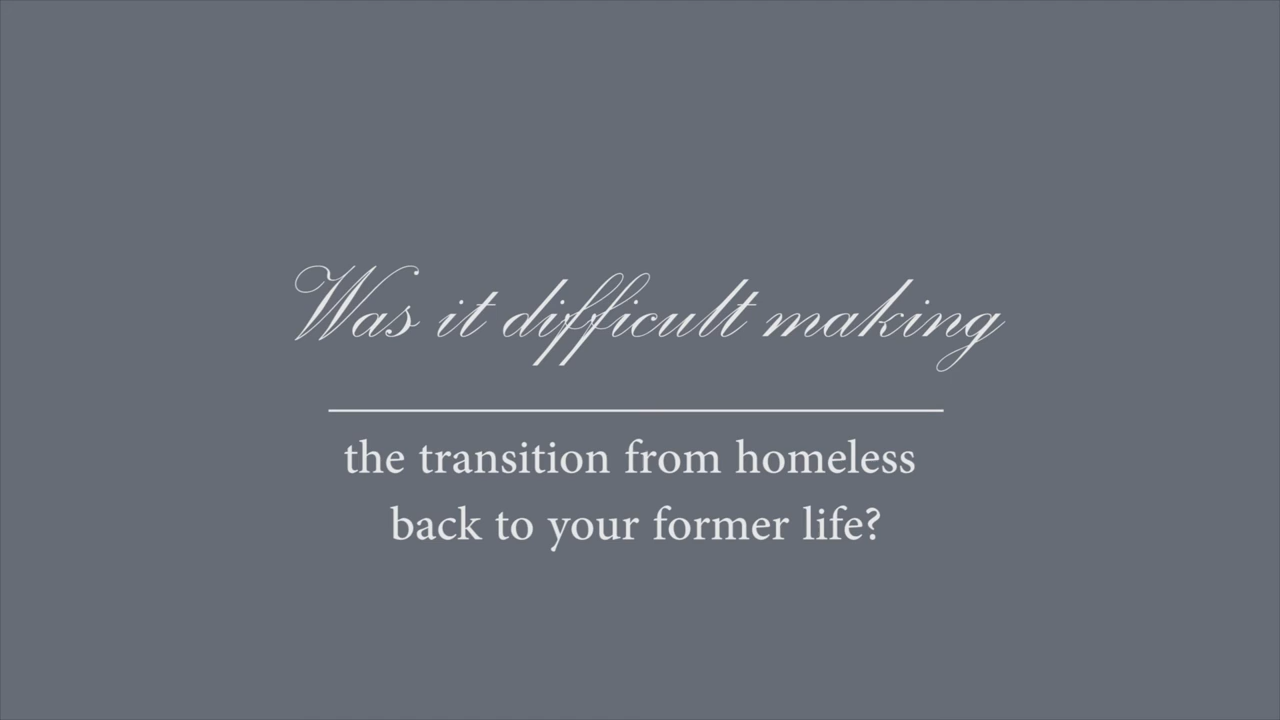 Was it difficult making
the transition from homeless
back to your former life?